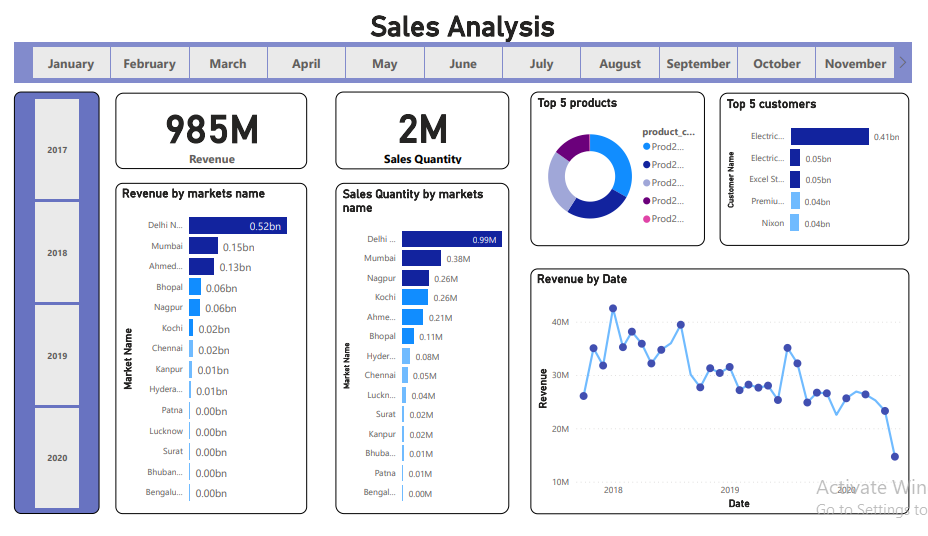 Sales Analysis
January February March April May June July August September October November
2017
2018
2019
2020
985M
Revenue
2M
Sales Quantity
Revenue by markets name
Market Name
Delhi N... 0.52bn
Mumbai 0.15bn
Ahmed... 0.13bn
Bhopal 0.06bn
Nagpur 0.06bn
Kochi 0.02bn
Chennai 0.02bn
Kanpur 0.01bn
Hydera... 0.01bn
Patna 0.00bn
Lucknow 0.00bn
Surat 0.00bn
Bhuban... 0.00bn
Bengalu... 0.00bn
Sales Quantity by markets
name
Market Name
Delhi ... 0.99M
Mumbai 0.38M
Nagpur 0.26M
Kochi 0.26M
Ahme... 0.21M
Bhopal 0.11M
Hyder... 0.08M
Chennai 0.05M
Luckn... 0.04M
Surat 0.02M
Kanpur 0.02M
Bhuba... 0.01M
Patna 0.01M
Bengal... 0.00M
Top 5 products
product_c...
Prod2...
Prod2...
Prod2...
Prod2...
Prod2...
Top 5 customers
Customer Name
Electric... 0.41bn
Electric... 0.05bn
Excel St... 0.05bn
Premiu... 0.04bn
Nixon 0.04bn
Revenue by Date
Revenue
40M
30M
20M
10M
2018 2019 2020
Date
Activate Win
Go to Settings to